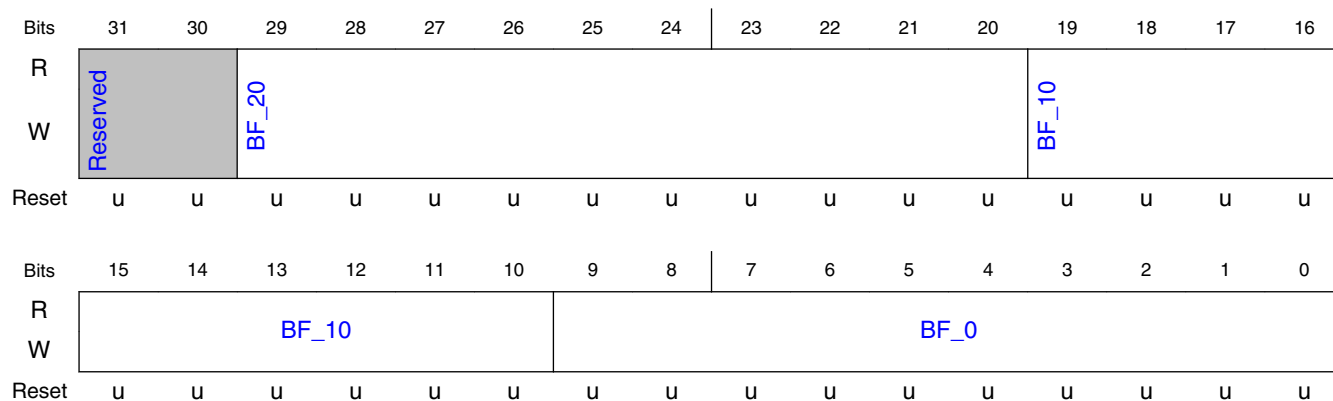 Bits 31 30 29 28 27 26 25 24 23 22 21 20 19 18 17 16
R
Reserved BF_20 BF_10
W
Reset u u u u u u u u u u u u u u u u
Bits 15 14 13 12 11 10 9 8 7 6 5 4 3 2 1 0
R
BF_10 BF_0
W
Reset u u u u u u u u u u u u u u u u